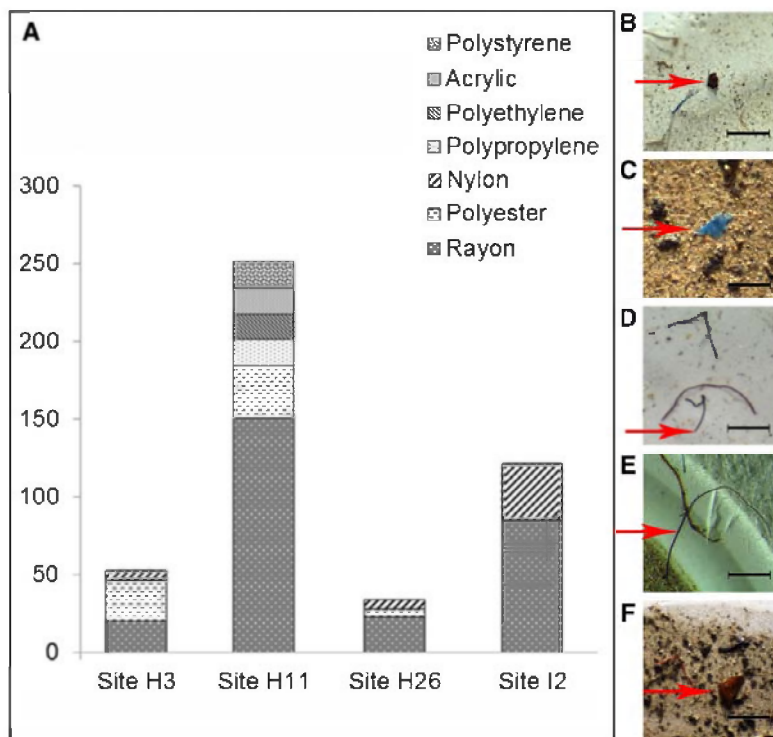 A
Polystyrene
Acrylic
Polyethylene
Polypropylene
Nylon
Polyester
Rayon
300
250
200
150
100
50
0
Site H3 Site H11 Site H26 Site I2
B
C
D
E
F